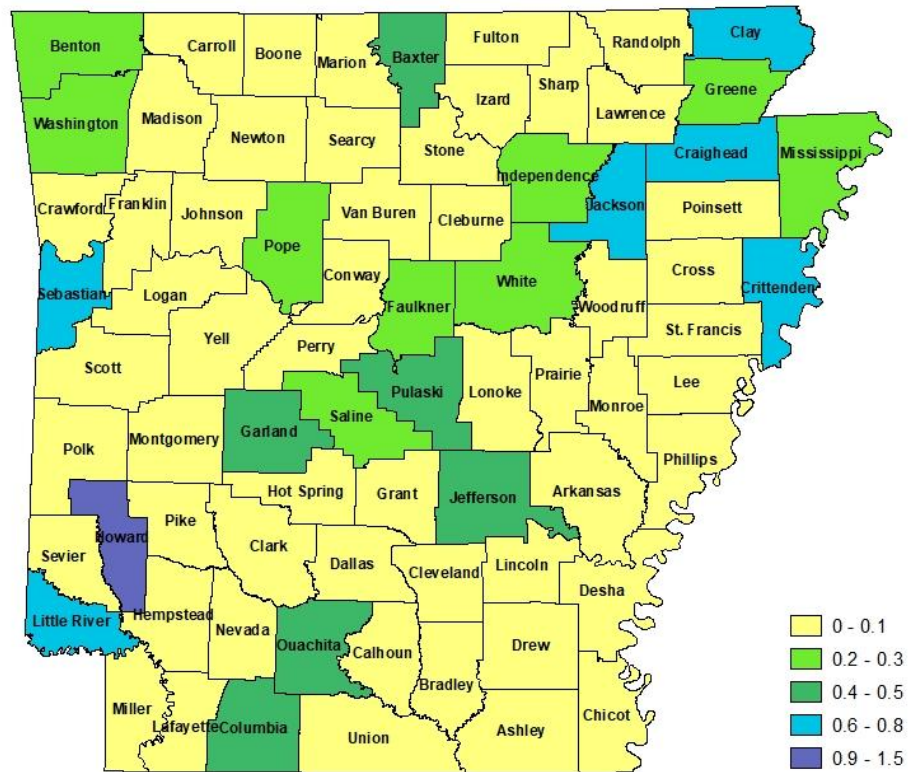 Benton
Carroll
Boone
Marion
Baxter
Fulton
Randolph
Clay
Washington
Madison
Newton
Searcy
Stone
Izard
Sharp
Lawrence
Greene
Craighead
Mississippi
Independence
Jackson
Poinsett
Crawford
Franklin
Johnson
Pope
Van Buren
Cleburne
Sebastian
Logan
Conway
Faulkner
White
Woodruff
Cross
Crittenden
St. Francis
Scott
Yell
Perry
Pulaski
Lonoke
Prairie
Monroe
Lee
Polk
Montgomery
Garland
Saline
Phillips
Hot Spring
Grant
Jefferson
Arkansas
Howard
Pike
Sevier
Clark
Dallas
Cleveland
Lincoln
Desha
Little River
Hempstead
Nevada
Ouachita
Calhoun
Bradley
Drew
Miller
Lafayette
Columbia
Union
Ashley
Chicot
0 - 0.1
0.2 - 0.3
0.4 - 0.5
0.6 - 0.8
0.9 - 1.5